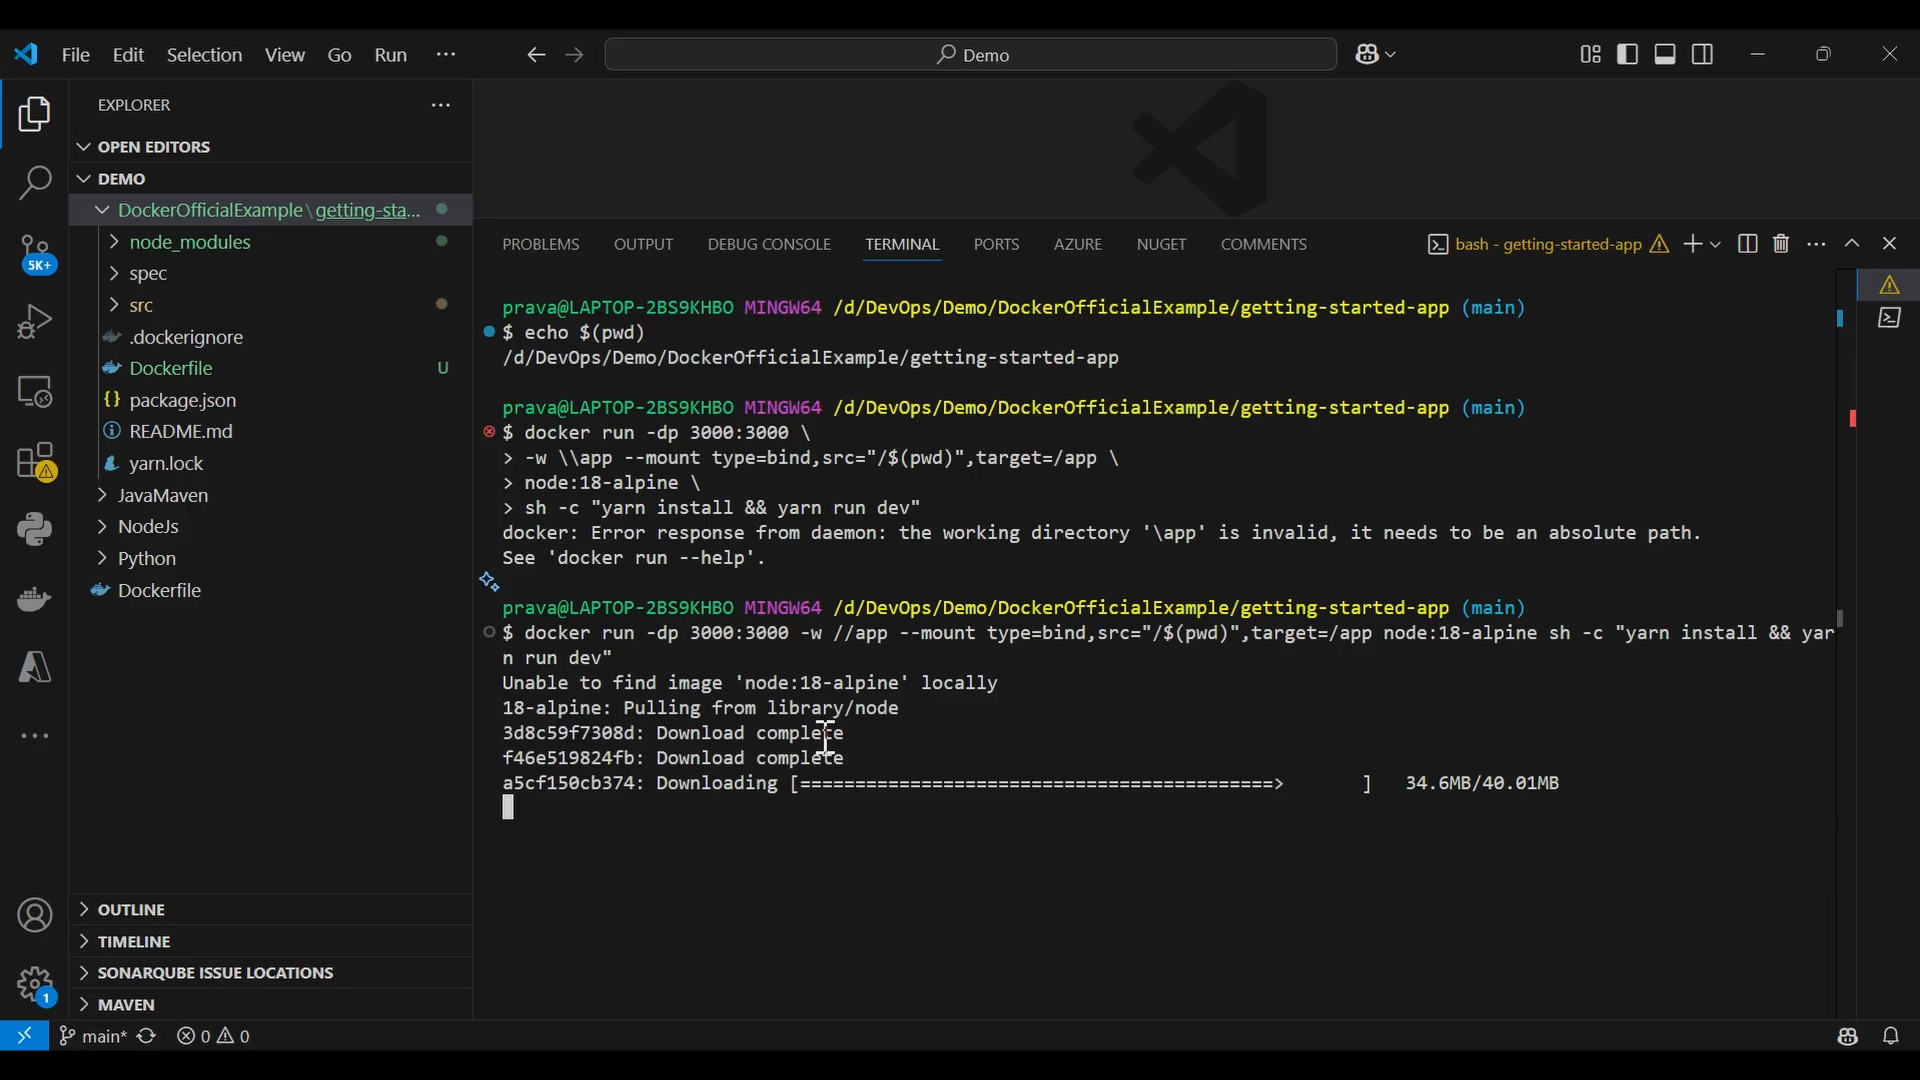 File Edit Selection View Go Run ···
Demo
EXPLORER
OPEN EDITORS
DEMO
DockerOfficialExample\getting-sta...
node_modules
spec
src
.dockerignore
Dockerfile U
package.json
README.md
yarn.lock
JavaMaven
NodeJs
Python
Dockerfile
5K+
OUTLINE
TIMELINE
SONARQUBE ISSUE LOCATIONS
MAVEN
1
PROBLEMS OUTPUT DEBUG CONSOLE TERMINAL PORTS AZURE NUGET COMMENTS bash - getting-started-app
prava@LAPTOP-2BS9KHBO MINGW64 /d/DevOps/Demo/DockerOfficialExample/getting-started-app (main)
$ echo $(pwd)
/d/DevOps/Demo/DockerOfficialExample/getting-started-app
prava@LAPTOP-2BS9KHBO MINGW64 /d/DevOps/Demo/DockerOfficialExample/getting-started-app (main)
$ docker run -dp 3000:3000 \
> -w \\app --mount type=bind,src="/$(pwd)",target=/app \
> node:18-alpine \
> sh -c "yarn install && yarn run dev"
docker: Error response from daemon: the working directory '\app' is invalid, it needs to be an absolute path.
See 'docker run --help'.
prava@LAPTOP-2BS9KHBO MINGW64 /d/DevOps/Demo/DockerOfficialExample/getting-started-app (main)
$ docker run -dp 3000:3000 -w //app --mount type=bind,src="/$(pwd)",target=/app node:18-alpine sh -c "yarn install && yar
n run dev"
Unable to find image 'node:18-alpine' locally
18-alpine: Pulling from library/node
3d8c59f7308d: Download complete
f46e519824fb: Download complete
a5cf150cb374: Downloading [===========================================>       ] 34.6MB/40.01MB
main* 0 0